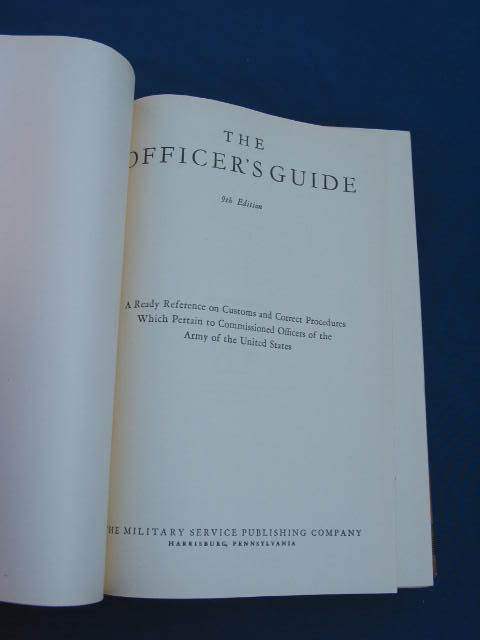 THE
OFFICER'S GUIDE
9th Edition
A Ready Reference on Customs and Correct Procedures
Which Pertain to Commissioned Officers of the
Army of the United States
THE MILITARY SERVICE PUBLISHING COMPANY
HARRISBURG, PENNSYLVANIA